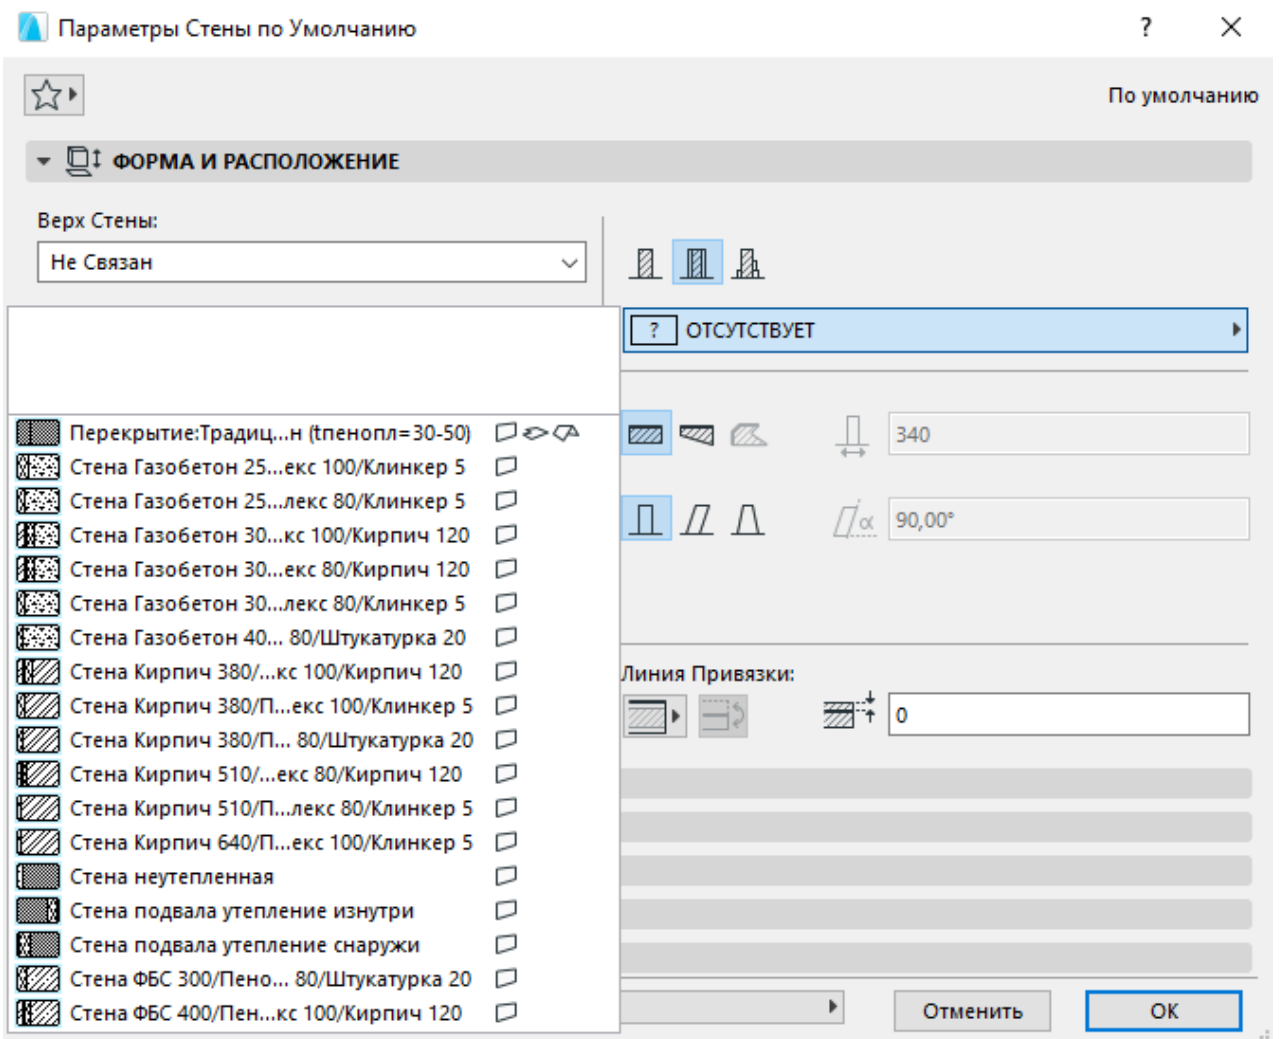 Параметры Стены по Умолчанию
?
По умолчанию
ФОРМА И РАСПОЛОЖЕНИЕ
Верх Стены:
Не Связан
? ОТСУТСТВУЕТ
Перекрытие:Традиц...н (tпенопл=30-50)
Стена Газобетон 25...екс 100/Клинкер 5
Стена Газобетон 25...лекс 80/Клинкер 5
Стена Газобетон 30...кс 100/Кирпич 120
Стена Газобетон 30...екс 80/Кирпич 120
Стена Газобетон 30...лекс 80/Клинкер 5
Стена Газобетон 40... 80/Штукатурка 20
Стена Кирпич 380/...кс 100/Кирпич 120
Стена Кирпич 380/П...екс 100/Клинкер 5
Стена Кирпич 380/П... 80/Штукатурка 20
Стена Кирпич 510/...екс 80/Кирпич 120
Стена Кирпич 510/П...лекс 80/Клинкер 5
Стена Кирпич 640/П...екс 100/Клинкер 5
Стена неутепленная
Стена подвала утепление изнутри
Стена подвала утепление снаружи
Стена ФБС 300/Пено... 80/Штукатурка 20
Стена ФБС 400/Пен...кс 100/Кирпич 120
340
α 90,00°
Линия Привязки:
0
Отменить
ОК